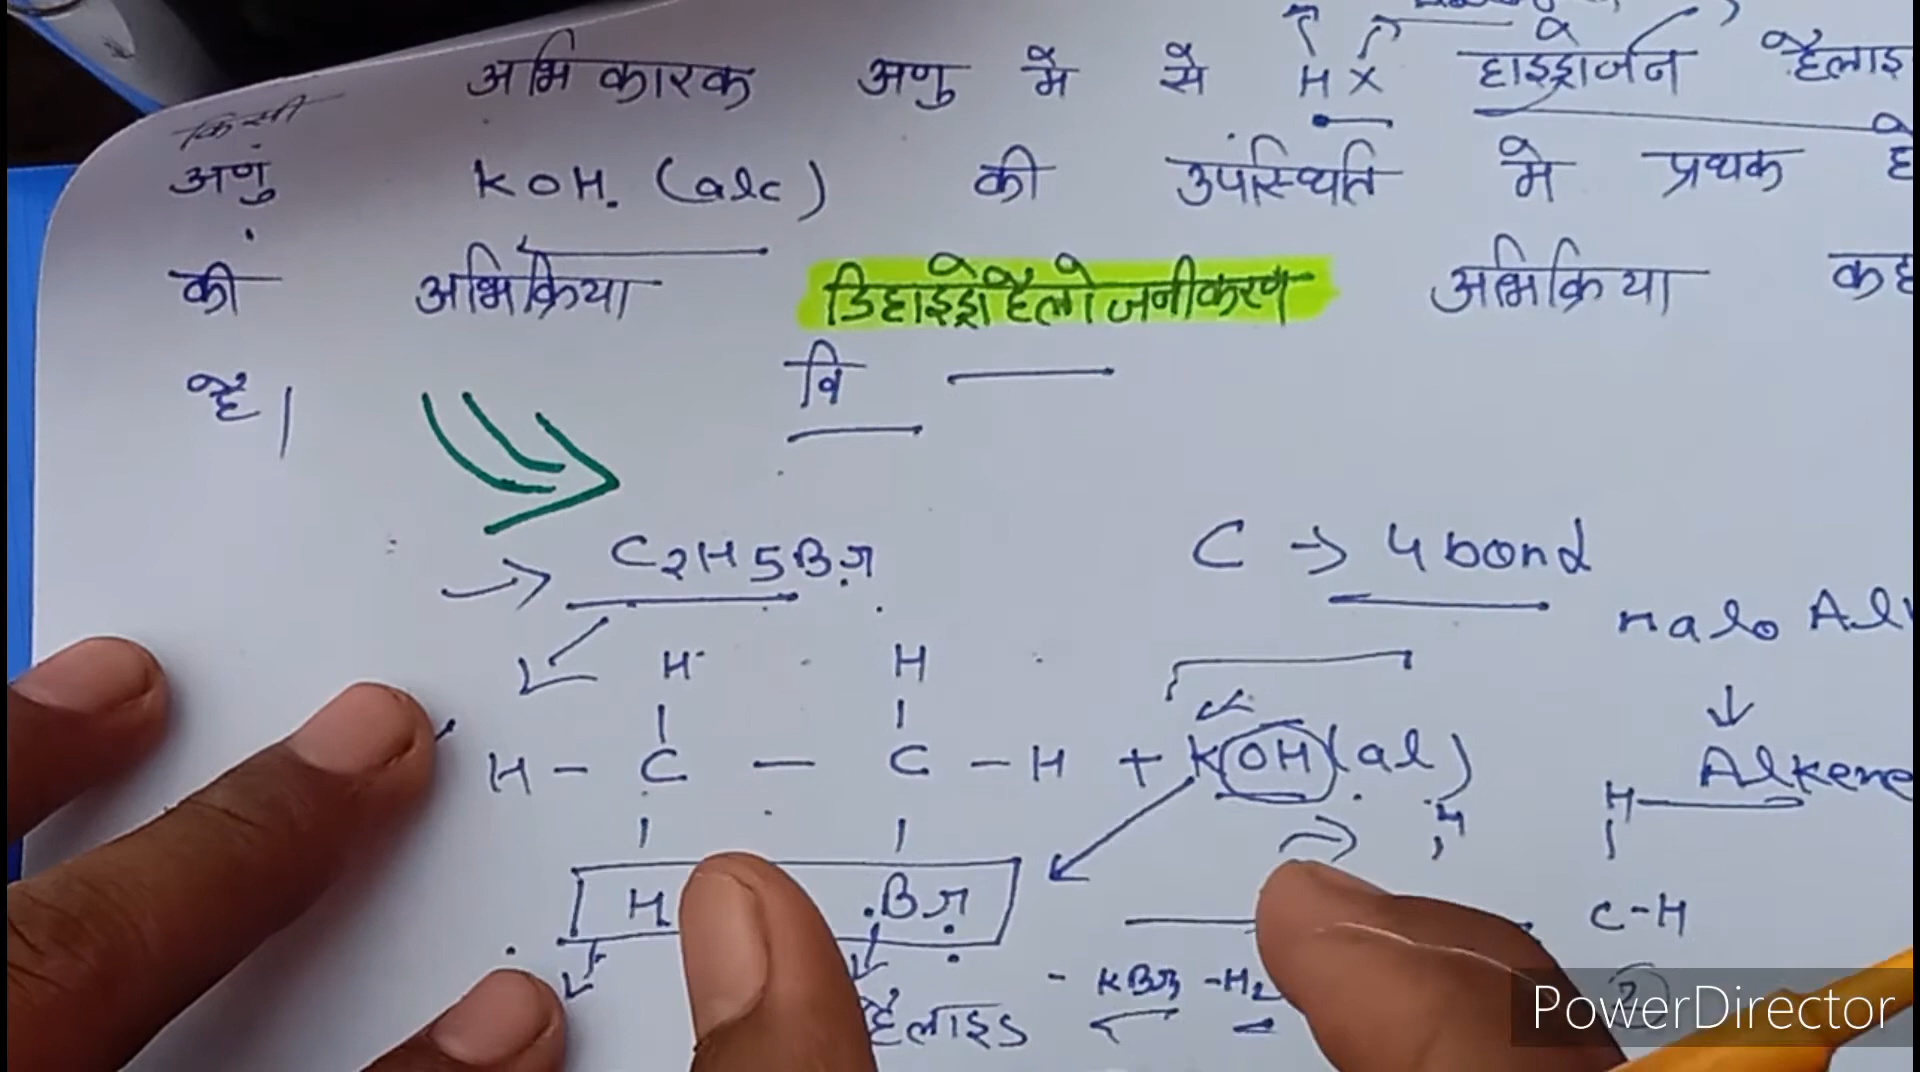 अभिकारक अणु मे से HX हाइड्रोजन हैलाइ
किसी
अणु KOH. (alc) की उपस्थिति मे प्रथक हो
की अभिक्रिया डिहाइड्रोहैलोजनीकरण अभिक्रिया कह
है। वि
C2H5Br C → 4 bond
Halo Al
H H ↓
H - C - C - H + KOH (al) Alkene
H
H Br C-H
हैलाइड - KBr - H2
PowerDirector